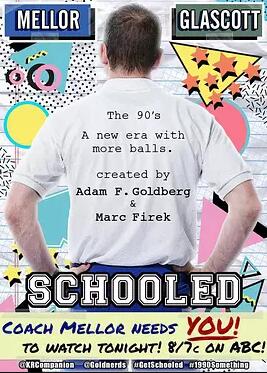 MELLOR
GLASCOTT
The 90's
A new era with
more balls.
created by
Adam F. Goldberg
&
Marc Firek
SCHOOLED
COACH MELLOR NEEDS YOU!
TO WATCH TONIGHT! 8/7c ON ABC!
@KRCompanion @Goldnerds #GetSchooled #1990Something